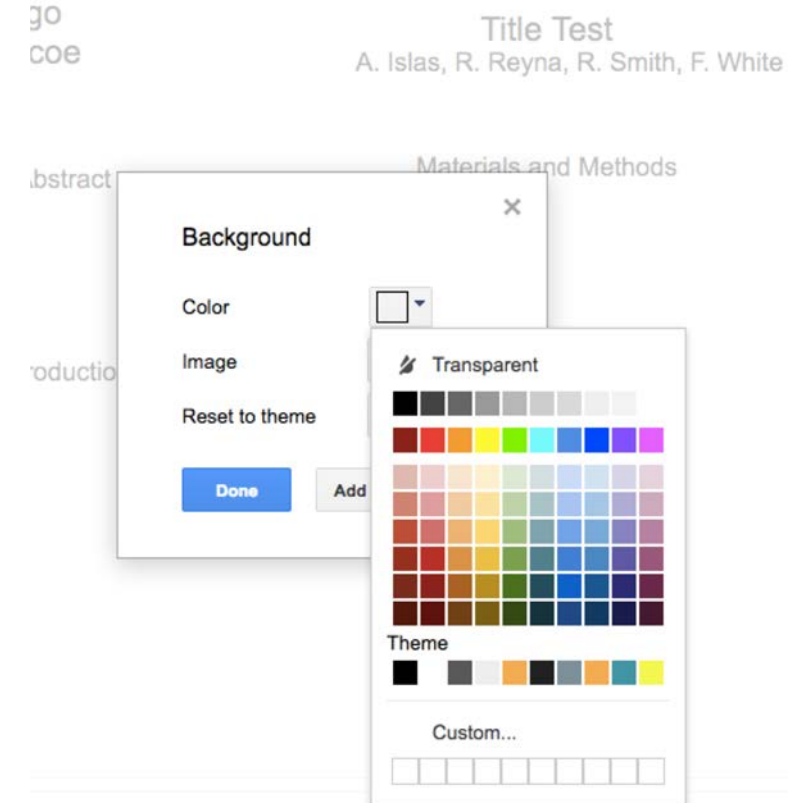 go
coe
Title Test
A. Islas, R. Reyna, R. Smith, F. White
bstract
Materials and Methods
Background
Color
Image
roductio
Reset to theme
Done
Add
Transparent
Theme
Custom...